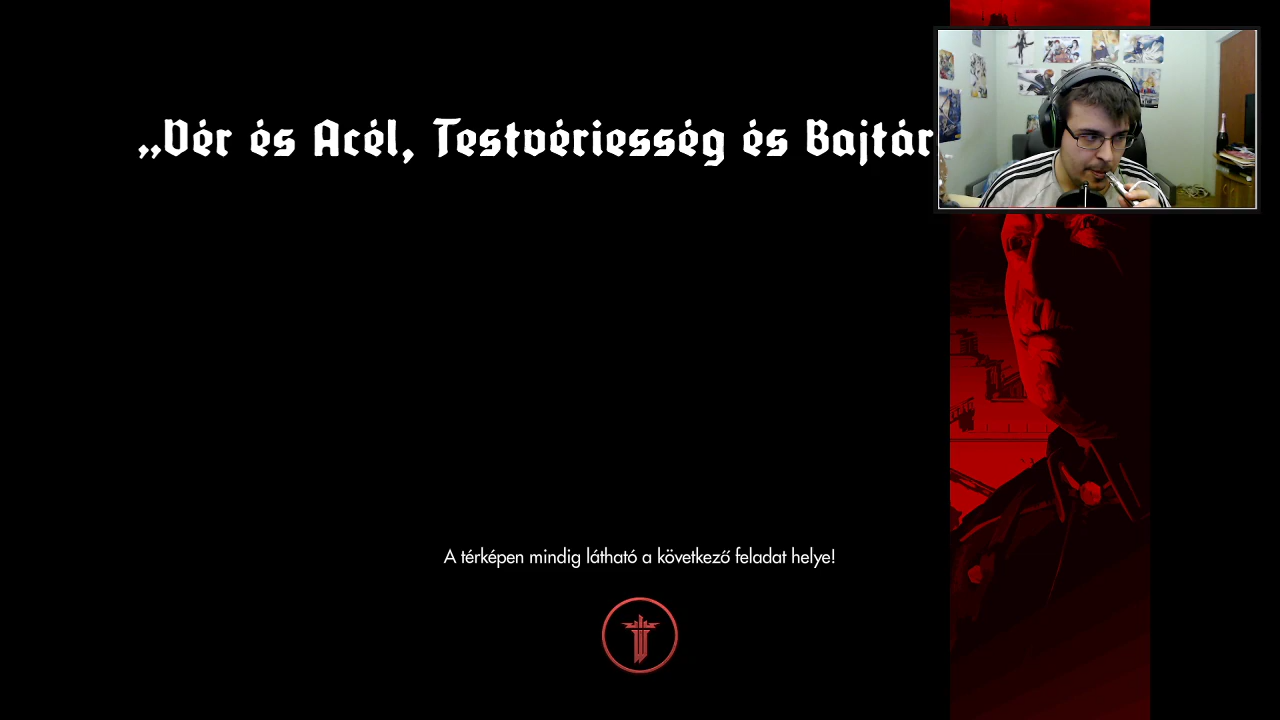 „Vér és Acél, Testvériesség és Bajtár
A térképen mindig látható a következő feladat helye!